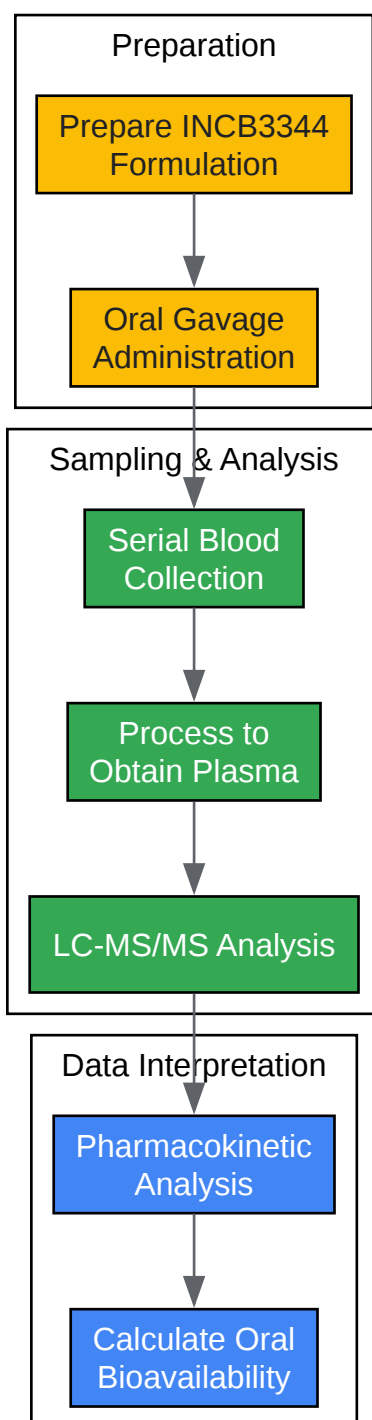 Preparation
Prepare INCB3344
Formulation
Oral Gavage
Administration
Sampling & Analysis
Serial Blood
Collection
Process to
Obtain Plasma
LC-MS/MS Analysis
Data Interpretation
Pharmacokinetic
Analysis
Calculate Oral
Bioavailability